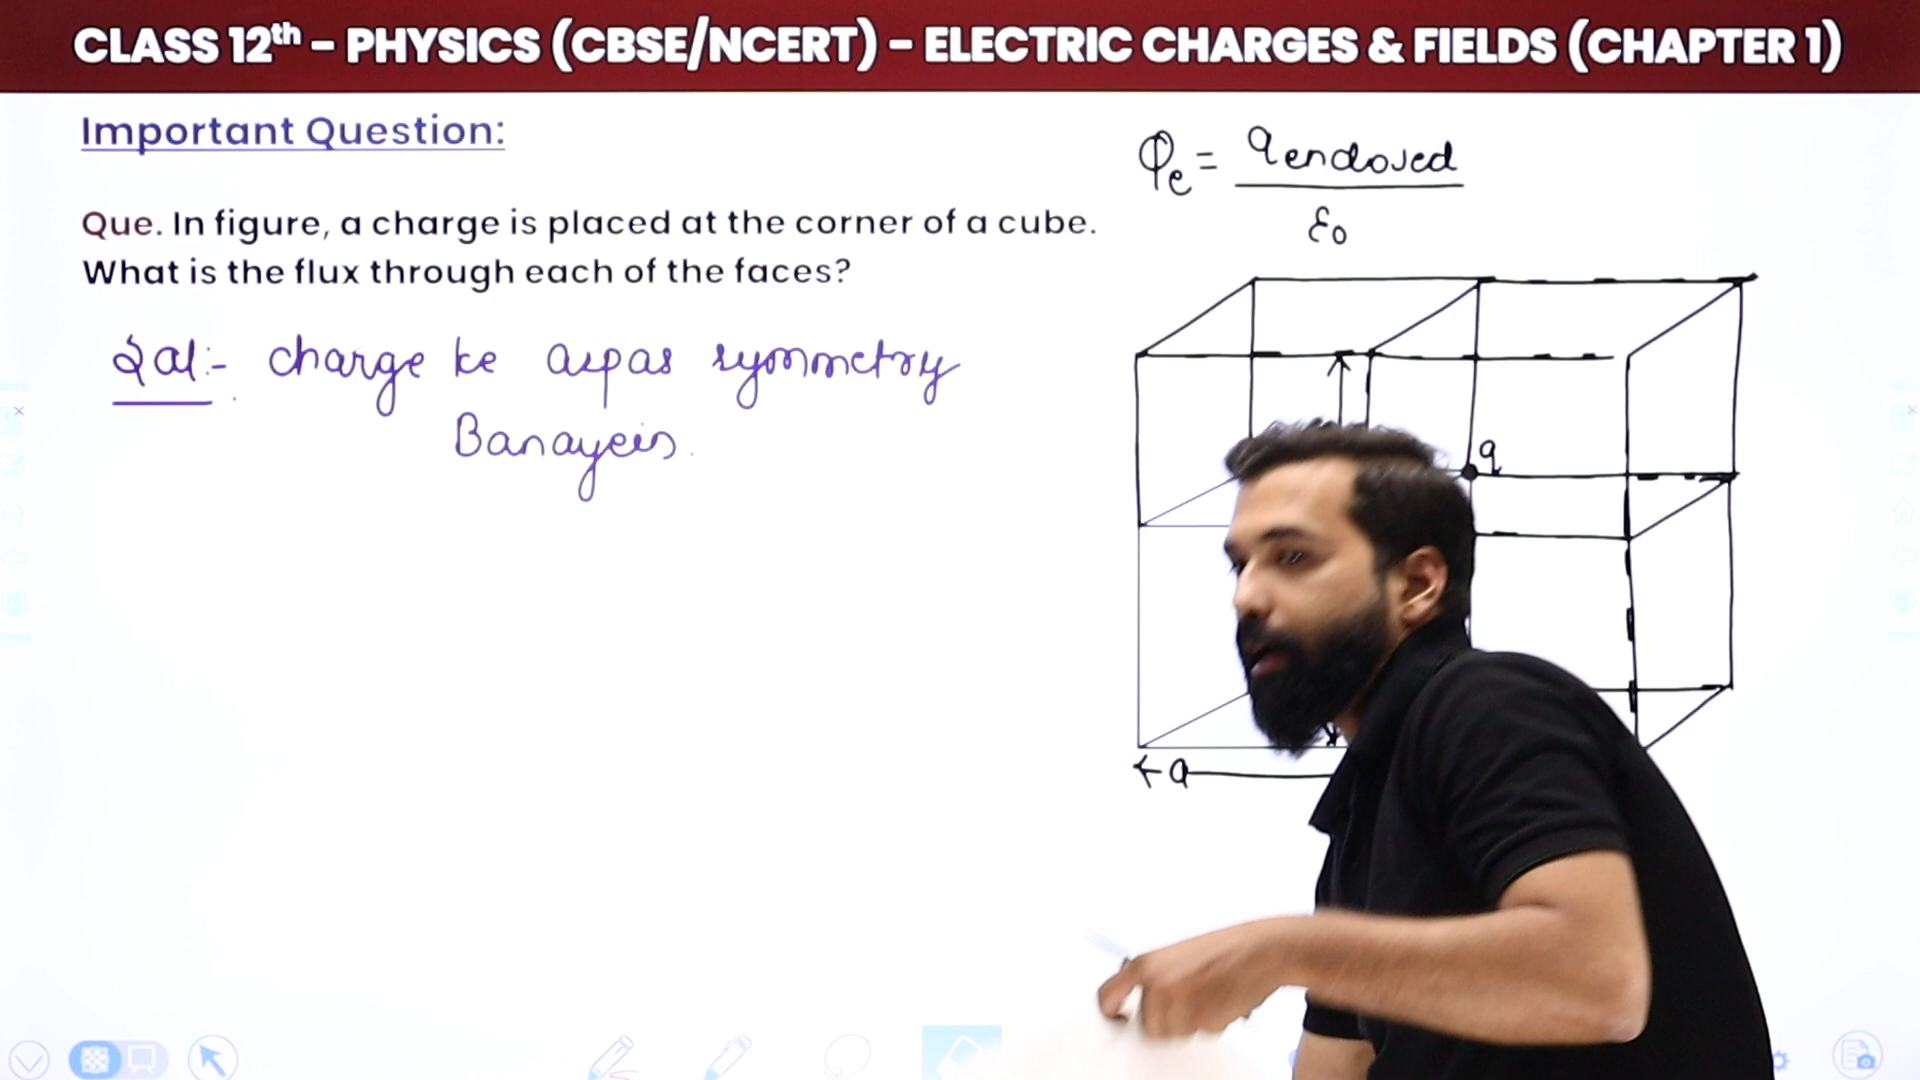 CLASS 12th – PHYSICS (CBSE/NCERT) – ELECTRIC CHARGES & FIELDS (CHAPTER 1)
Important Question:
Que. In figure, a charge is placed at the corner of a cube.
What is the flux through each of the faces?
Sol:- charge ke aspas symmetry
Banayein.
Φe = qenclosed
ε0
q
a